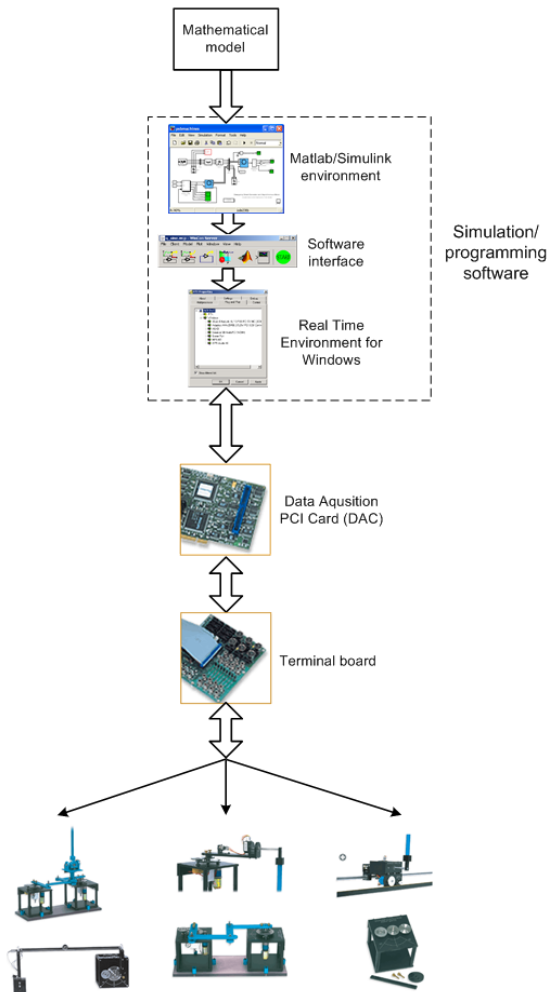 Mathematical
model
Matlab/Simulink
environment
Simulation/
programming
software
Software
interface
Real Time
Environment for
Windows
Data Aqusition
PCI Card (DAC)
Terminal board